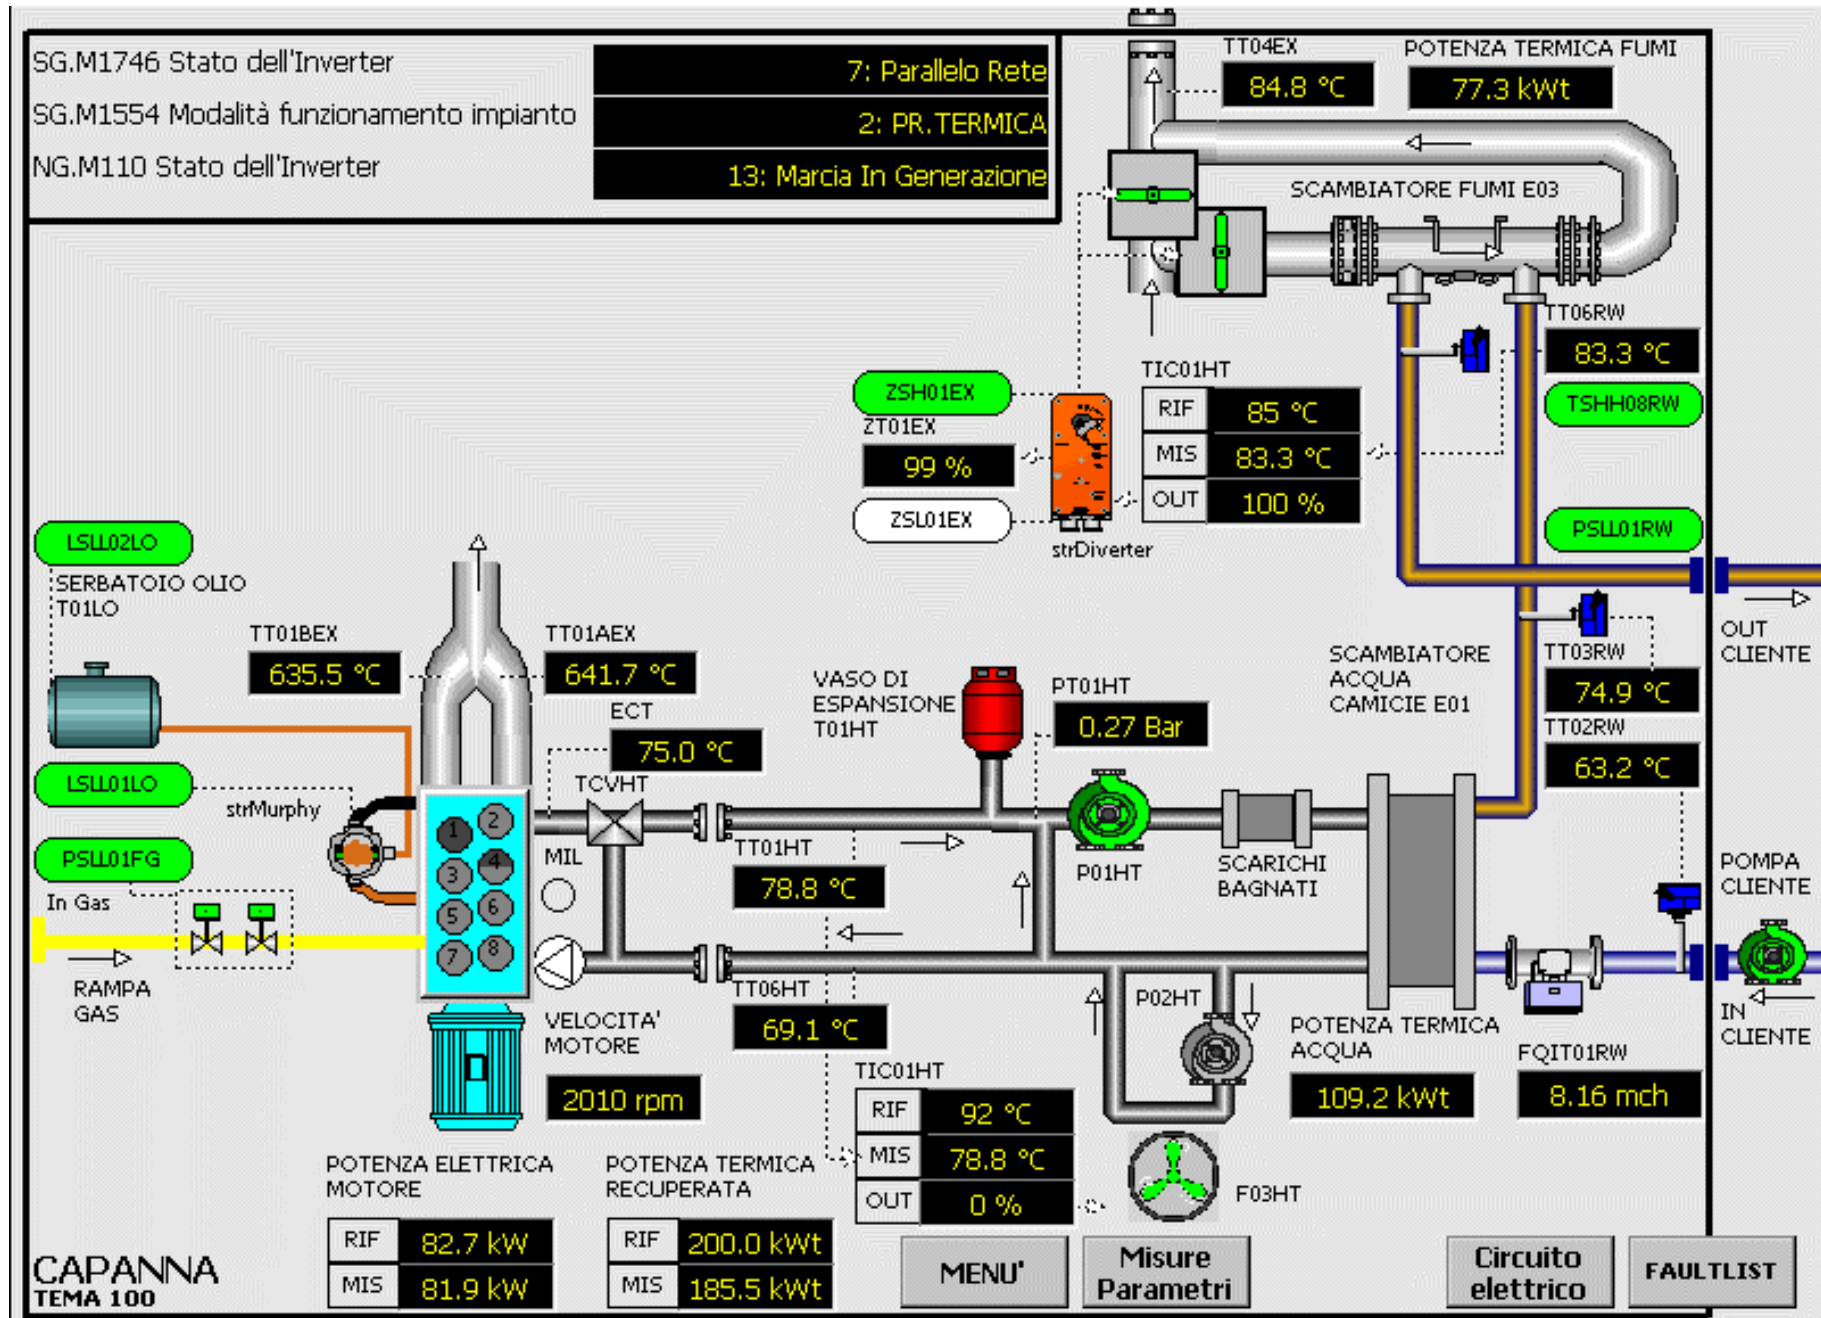 SG.M1746 Stato dell'Inverter
7: Parallelo Rete
SG.M1554 Modalità funzionamento impianto
2: PR.TERMICA
NG.M110 Stato dell'Inverter
13: Marcia In Generazione
TT04EX
84.8 °C
POTENZA TERMICA FUMI
77.3 kWt
SCAMBIATORE FUMI E03
TT06RW
83.3 °C
TSHH08RW
PSLL01RW
ZSH01EX
ZT01EX
99 %
ZSL01EX
strDiverter
TIC01HT
RIF 85 °C
MIS 83.3 °C
OUT 100 %
OUT
CLIENTE
LSLL02LO
SERBATOIO OLIO
T01LO
TT01BEX
635.5 °C
TT01AEX
641.7 °C
ECT
75.0 °C
TCVHT
VASO DI
ESPANSIONE
T01HT
PT01HT
0.27 Bar
SCAMBIATORE
ACQUA
CAMICIE E01
TT03RW
74.9 °C
TT02RW
63.2 °C
LSLL01LO
strMurphy
PSLL01FG
In Gas
RAMPA
GAS
1
2
3
4
5
6
7
8
MIL
TT01HT
78.8 °C
P01HT
SCARICHI
BAGNATI
POMPA
CLIENTE
IN
CLIENTE
TT06HT
69.1 °C
P02HT
VELOCITA'
MOTORE
2010 rpm
POTENZA TERMICA
ACQUA
109.2 kWt
FQIT01RW
8.16 mch
TIC01HT
RIF 92 °C
MIS 78.8 °C
OUT 0 %
F03HT
POTENZA ELETTRICA
MOTORE
RIF 82.7 kW
MIS 81.9 kW
POTENZA TERMICA
RECUPERATA
RIF 200.0 kWt
MIS 185.5 kWt
CAPANNA
TEMA 100
MENU'
Misure
Parametri
Circuito
elettrico
FAULTLIST